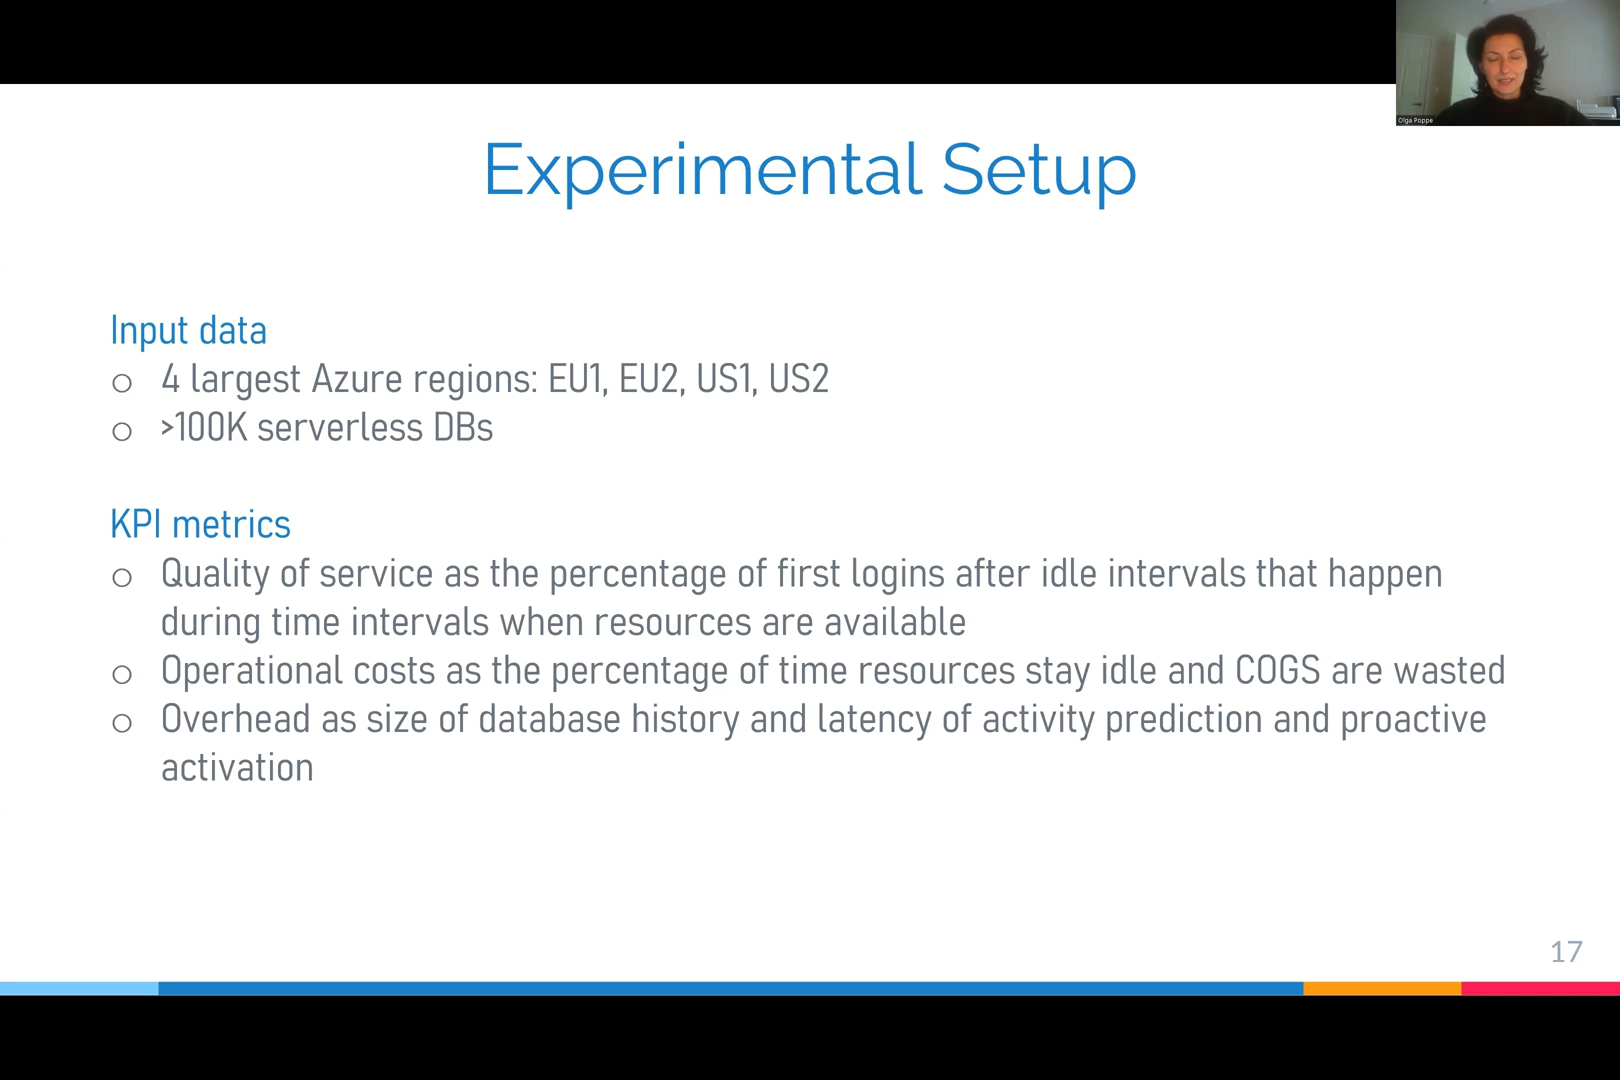 Olga Poppe
Experimental Setup
Input data
o 4 largest Azure regions: EU1, EU2, US1, US2
o >100K serverless DBs
KPI metrics
o Quality of service as the percentage of first logins after idle intervals that happen
during time intervals when resources are available
o Operational costs as the percentage of time resources stay idle and COGS are wasted
o Overhead as size of database history and latency of activity prediction and proactive
activation
17